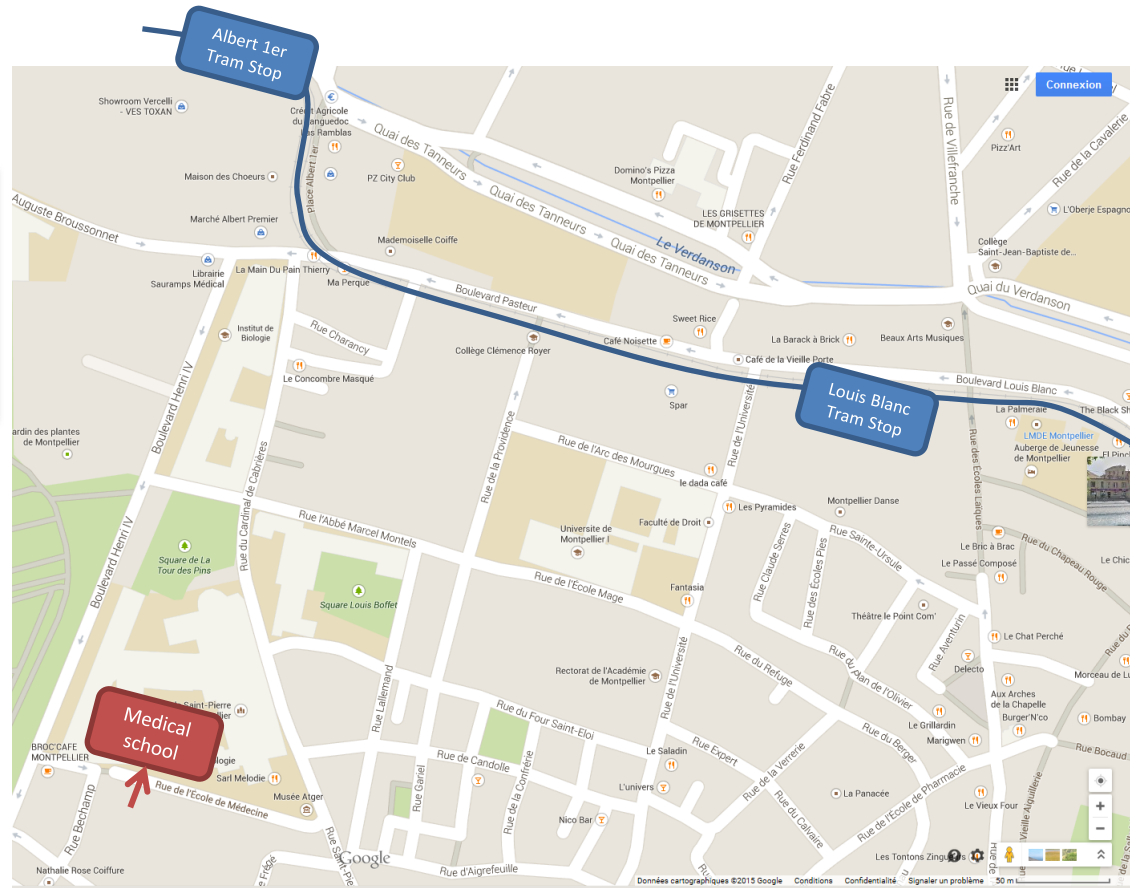 Albert 1er
Tram Stop
Connexion
Showroom Vercelli
- VES TOXAN
Crédit Agricole
du Languedoc
Las Ramblas
Quai des Tanneurs
PZ City Club
Maison des Choeurs
Place Albert 1er
Rue Ferdinand Fabre
Rue de Villefranche
Pizz'Art
Rue de la Cavalerie
Domino's Pizza
Montpellier
Quai des Tanneurs
L'Oberje Espagno
LES GRISETTES
DE MONTPELLIER
Auguste Broussonnet
Marché Albert Premier
Mademoiselle Coiffe
Quai des Tanneurs
Le Verdanson
Collège
Saint-Jean-Baptiste de...
Librairie
Sauramps Médical
La Main Du Pain Thierry
Ma Perque
Boulevard Pasteur
Quai du Verdanson
Institut de
Biologie
Rue Charancy
Collège Clémence Royer
Sweet Rice
Café Noisette
La Barack à Brick
Beaux Arts Musiques
Café de la Vieille Porte
Le Concombre Masqué
Boulevard Henri IV
Spar
Louis Blanc
Tram Stop
Boulevard Louis Blanc
La Palmeraie
The Black Sh
LMDE Montpellier
Auberge de Jeunesse
de Montpellier
El Pinch
ardin des plantes
de Montpellier
Rue du Cardinal de Cabrières
Rue de la Providence
Rue de l'Arc des Mourgues
Rue de l'Université
le dada café
Rue des Écoles Laïques
Rue l'Abbé Marcel Montels
Universite de
Montpellier I
Faculté de Droit
Les Pyramides
Montpellier Danse
Rue Sainte-Ursule
Rue Claude Serres
Rue des Écoles Pies
Le Bric à Brac
Rue du Chapeau Rouge
Le Passé Composé
Le Chic
Boulevard Henri IV
Square de La
Tour des Pins
Square Louis Boffet
Rue de l'École Mage
Fantasia
Théâtre le Point Com'
Rue Aventurin
Le Chat Perché
Delecto
Rectorat de l'Académie
de Montpellier
Rue de l'Université
Rue du Refuge
Rue du Plan de l'Olivier
Morceau de Lu
Aux Arches
de la Chapelle
Burger'N'co
Bombay
Le Grillardin
Marigwen
Medical
school
Saint-Pierre
Rue Lallemand
Rue du Four Saint-Eloi
Rue du Berger
Rue Bocaud
BROC'CAFE
MONTPELLIER
Sarl Melodie
Rue de l'École de Médecine
Musée Atger
Rue de Candolle
Rue Gariel
Rue de la Confrérie
Le Saladin
Rue Expert
Rue de la Verrerie
L'univers
Rue du Calvaire
La Panacée
Rue de l'École de Pharmacie
Le Vieux Four
Vieille Aiguillerie
Rue Bechamp
Nico Bar
Google
Rue d'Aigrefeuille
Nathalie Rose Coiffure
Les Tontons Zingueurs
Données cartographiques ©2015 Google Conditions Confidentialité Signaler un problème 50 m